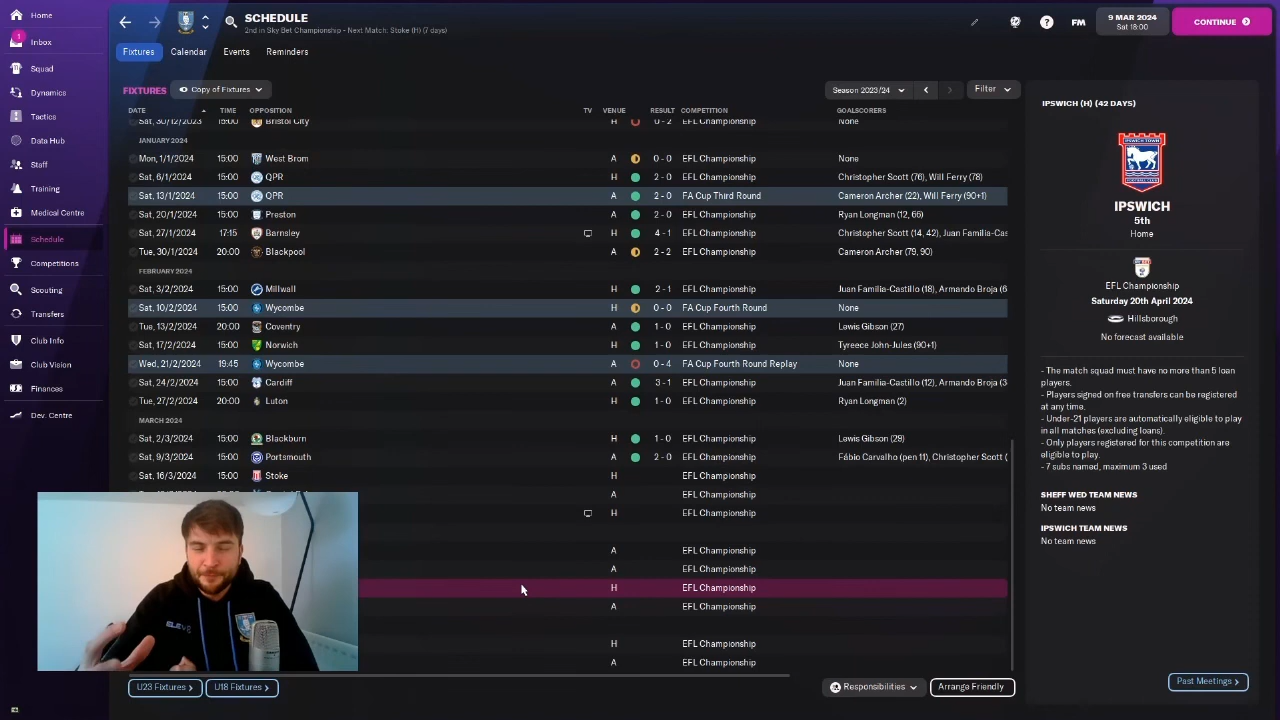 Home
SCHEDULE
2nd in Sky Bet Championship - Next Match: Stoke (H) (7 days)
FM
9 MAR 2024
Sat 18:00
CONTINUE
1
Inbox
Squad
Dynamics
Tactics
Data Hub
Staff
Training
Medical Centre
Schedule
Competitions
Scouting
Transfers
Club Info
Club Vision
Finances
Dev. Centre
Fixtures Calendar Events Reminders
FIXTURES Copy of Fixtures Season 2023/24 Filter
DATE TIME OPPOSITION TV VENUE RESULT COMPETITION GOALSCORERS
Sat, 30/12/2023 15:00 Bristol City H 0 - 2 EFL Championship None
JANUARY 2024
Mon, 1/1/2024 15:00 West Brom A 0 - 0 EFL Championship None
Sat, 6/1/2024 15:00 QPR H 2 - 0 EFL Championship Christopher Scott (76), Will Ferry (78)
Sat, 13/1/2024 15:00 QPR A 2 - 0 FA Cup Third Round Cameron Archer (22), Will Ferry (90+1)
Sat, 20/1/2024 15:00 Preston A 2 - 0 EFL Championship Ryan Longman (12, 66)
Sat, 27/1/2024 17:15 Barnsley H 4 - 1 EFL Championship Christopher Scott (14, 42), Juan Familia-Cas
Tue, 30/1/2024 20:00 Blackpool A 2 - 2 EFL Championship Cameron Archer (79, 90)
FEBRUARY 2024
Sat, 3/2/2024 15:00 Millwall H 2 - 1 EFL Championship Juan Familia-Castillo (18), Armando Broja (6
Sat, 10/2/2024 15:00 Wycombe H 0 - 0 FA Cup Fourth Round None
Tue, 13/2/2024 20:00 Coventry A 1 - 0 EFL Championship Lewis Gibson (27)
Sat, 17/2/2024 15:00 Norwich H 1 - 0 EFL Championship Tyreece John-Jules (90+1)
Wed, 21/2/2024 19:45 Wycombe A 0 - 4 FA Cup Fourth Round Replay None
Sat, 24/2/2024 15:00 Cardiff A 3 - 1 EFL Championship Juan Familia-Castillo (12), Armando Broja (3
Tue, 27/2/2024 20:00 Luton A 1 - 0 EFL Championship Ryan Longman (2)
MARCH 2024
Sat, 2/3/2024 15:00 Blackburn H 1 - 0 EFL Championship Lewis Gibson (29)
Sat, 9/3/2024 15:00 Portsmouth A 2 - 0 EFL Championship Fábio Carvalho (pen 11), Christopher Scott (
Sat, 16/3/2024 15:00 Stoke H EFL Championship
A EFL Championship
H EFL Championship
A EFL Championship
A EFL Championship
H EFL Championship
A EFL Championship
H EFL Championship
A EFL Championship
U23 Fixtures > U18 Fixtures > Responsibilities Arrange Friendly
IPSWICH (H) (42 DAYS)
IPSWICH TOWN
IPSWICH
5th
Home
EFL Championship
Saturday 20th April 2024
Hillsborough
No forecast available
- The match squad must have no more than 5 loan
players.
- Players signed on free transfers can be registered
at any time.
- Under-21 players are automatically eligible to play
in all matches (excluding loans).
- Only players registered for this competition are
eligible to play.
- 7 subs named, maximum 3 used
SHEFF WED TEAM NEWS
No team news
IPSWICH TEAM NEWS
No team news
Past Meetings >